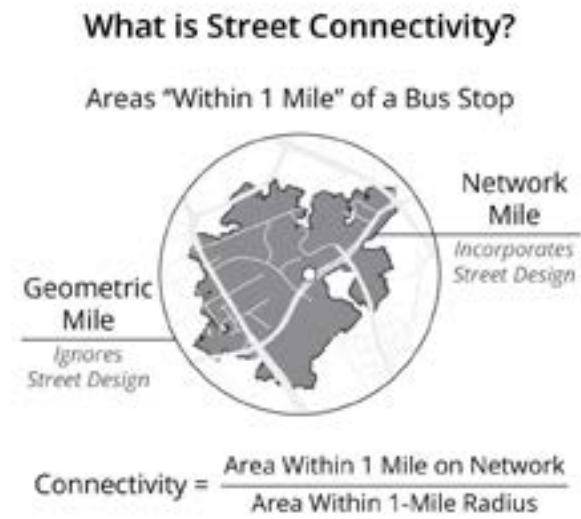 What is Street Connectivity?
Areas “Within 1 Mile” of a Bus Stop
Network
Mile
Incorporates
Street Design
Geometric
Mile
Ignores
Street Design
Connectivity = Area Within 1 Mile on Network
Area Within 1-Mile Radius